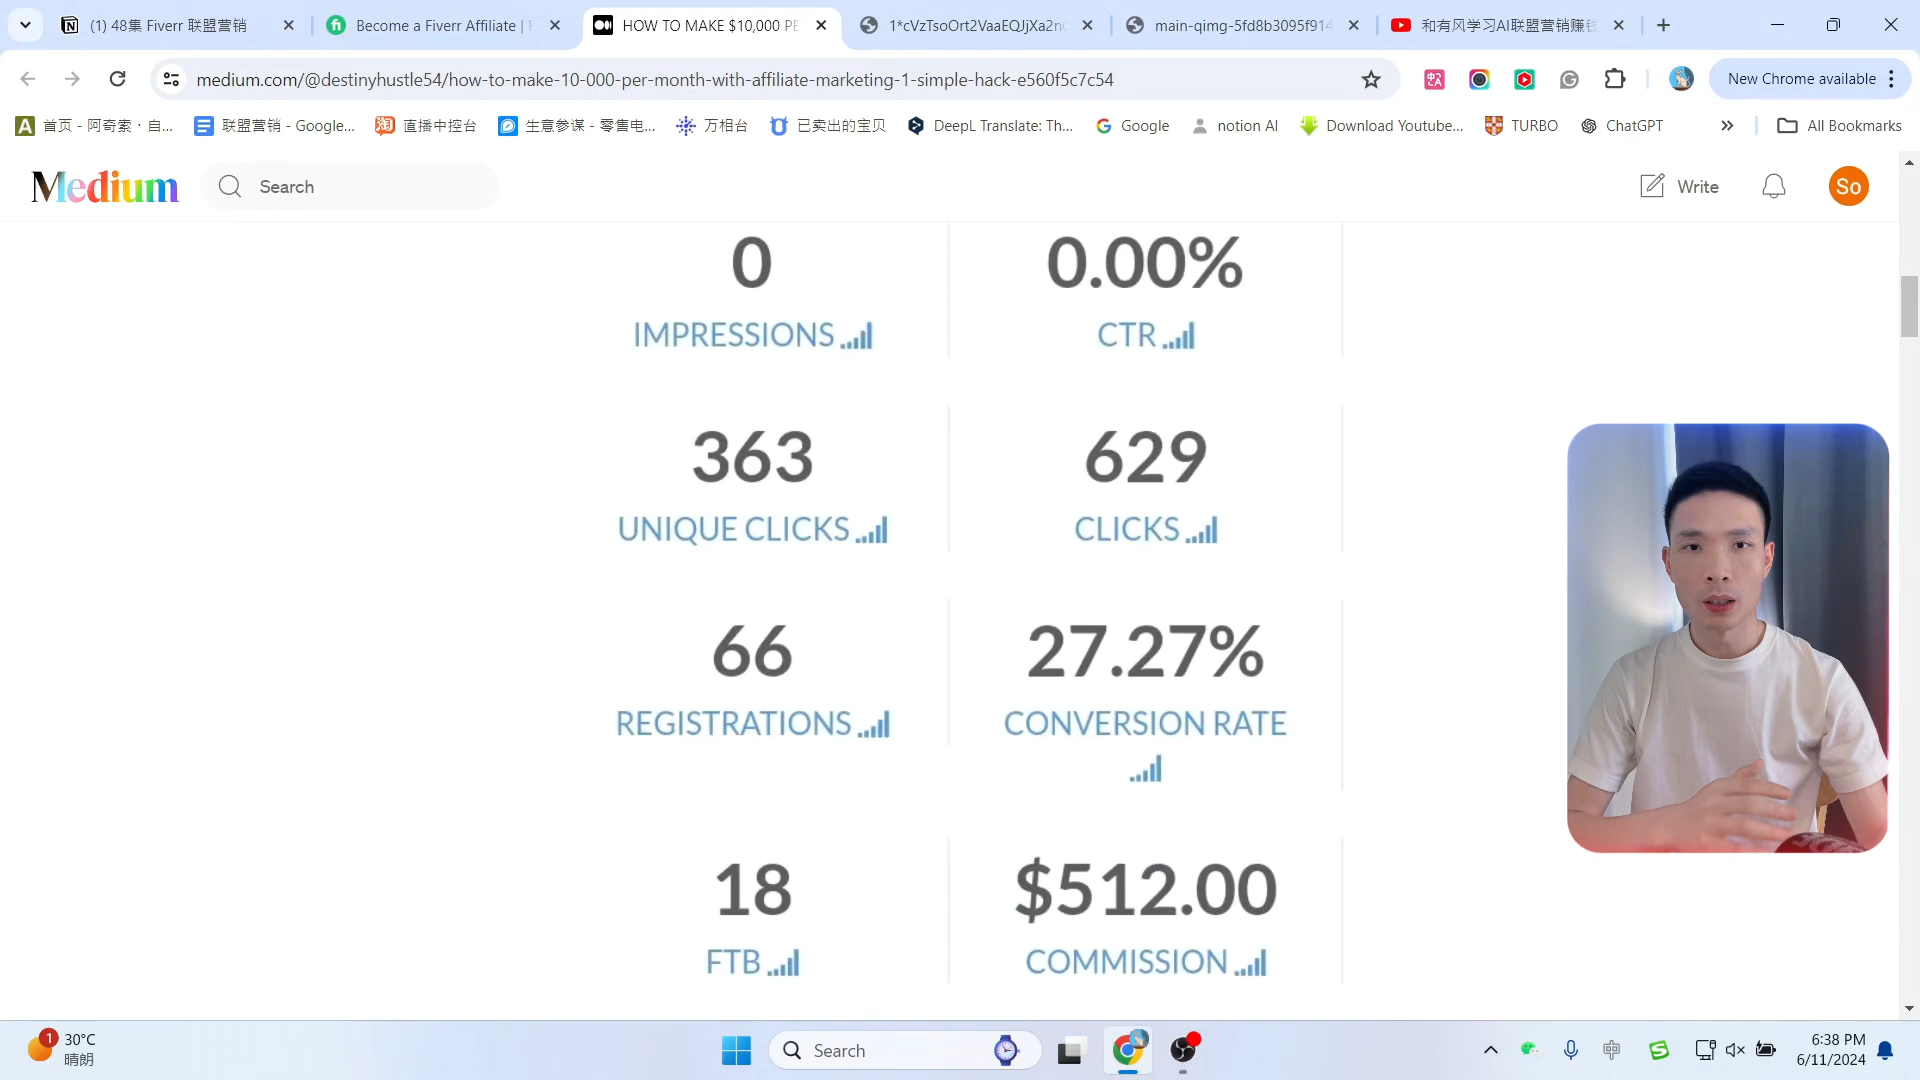 (1) 48集 Fiverr 联盟营销
Become a Fiverr Affiliate |
HOW TO MAKE $10,000 PE
1*cVzTsoOrt2VaaEQJjXa2n
main-qimg-5fd8b3095f914
和有风学习AI联盟营销赚钱
medium.com/@destinyhustle54/how-to-make-10-000-per-month-with-affiliate-marketing-1-simple-hack-e560f5c7c54
New Chrome available
首页 - 阿奇索 · 自...
联盟营销 - Google...
直播中控台
生意参谋 - 零售电...
万相台
已卖出的宝贝
DeepL Translate: Th...
Google
notion AI
Download Youtube...
TURBO
ChatGPT
All Bookmarks
Medium
Search
Write
So
0
0.00%
IMPRESSIONS
CTR
363
629
UNIQUE CLICKS
CLICKS
66
27.27%
REGISTRATIONS
CONVERSION RATE
18
$512.00
FTB
COMMISSION
1
30°C
晴朗
Search
中
6:38 PM
6/11/2024